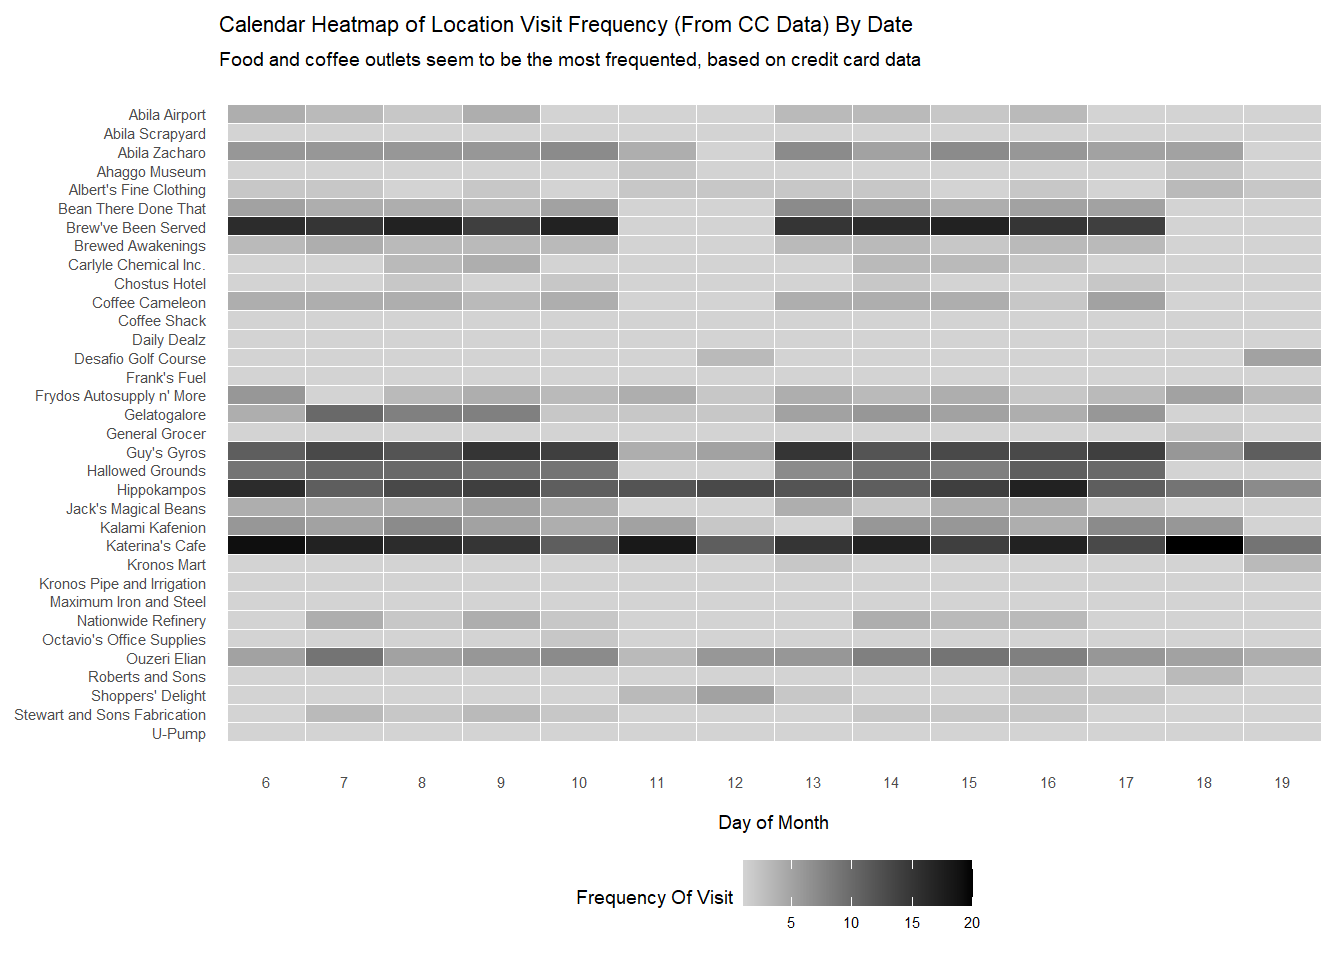 Calendar Heatmap of Location Visit Frequency (From CC Data) By Date
Food and coffee outlets seem to be the most frequented, based on credit card data
Abila Airport
Abila Scrapyard
Abila Zacharo
Ahaggo Museum
Albert's Fine Clothing
Bean There Done That
Brew've Been Served
Brewed Awakenings
Carlyle Chemical Inc.
Chostus Hotel
Coffee Cameleon
Coffee Shack
Daily Dealz
Desafio Golf Course
Frank's Fuel
Frydos Autosupply n' More
Gelatogalore
General Grocer
Guy's Gyros
Hallowed Grounds
Hippokampos
Jack's Magical Beans
Kalami Kafenion
Katerina's Cafe
Kronos Mart
Kronos Pipe and Irrigation
Maximum Iron and Steel
Nationwide Refinery
Octavio's Office Supplies
Ouzeri Elian
Roberts and Sons
Shoppers' Delight
Stewart and Sons Fabrication
U-Pump
6 7 8 9 10 11 12 13 14 15 16 17 18 19
Day of Month
Frequency Of Visit
5 10 15 20